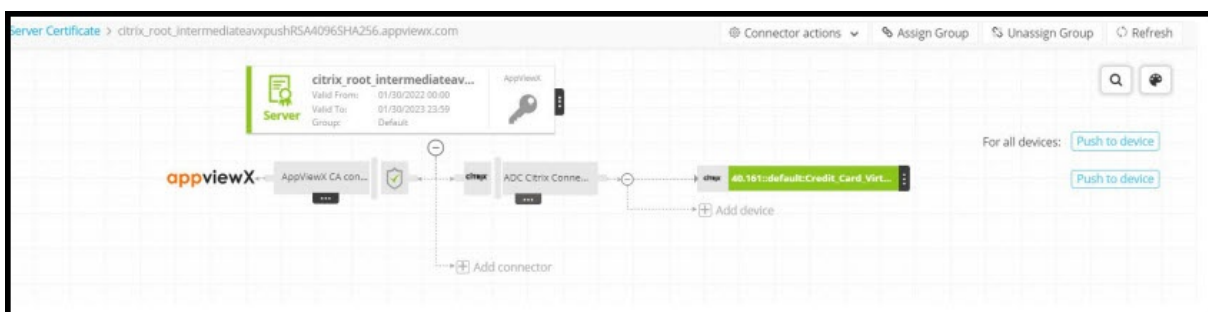 Server Certificate > citrix_root_intermediateavxpushRSA4096SHA256.appviewx.com
Connector actions Assign Group Unassign Group Refresh
citrix_root_intermediateav... AppViewX
Valid From: 01/30/2022 00:00
Valid To: 01/30/2023 23:59
Server Group: Default
For all devices: Push to device
appviewX AppViewX CA con... citrix ADC Citrix Conne... citrix 40.161::default:Credit_Card_Virt... Push to device
Add device
Add connector